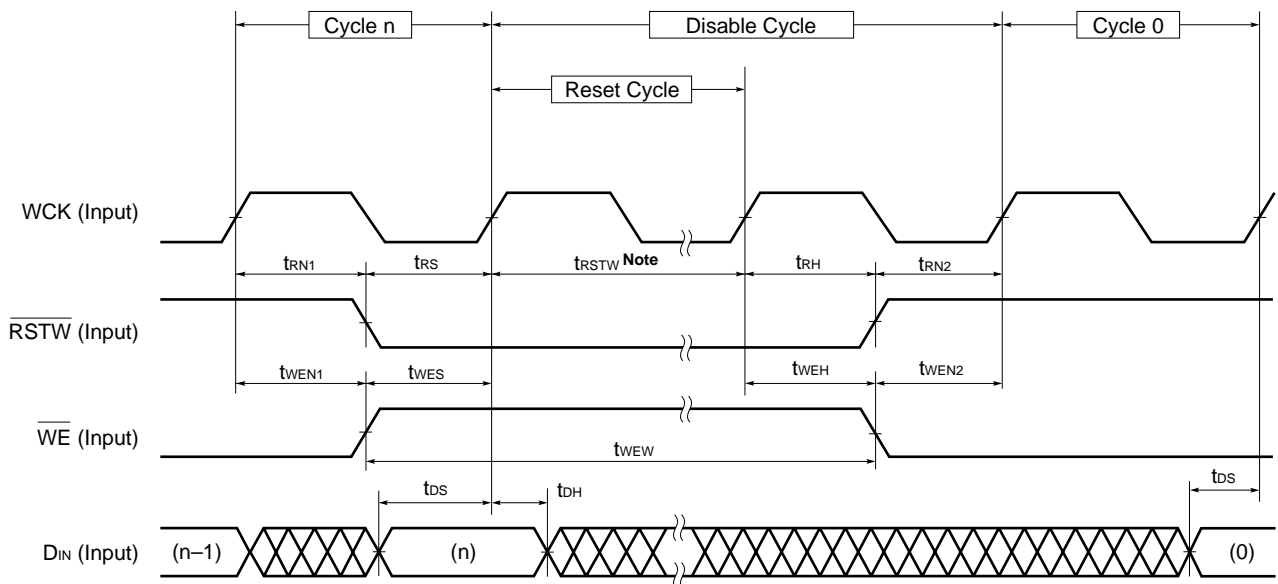 Cycle n Disable Cycle Cycle 0
Reset Cycle
WCK (Input)
tRN1 tRS tRSTW Note tRH tRN2
RSTW (Input)
tWEN1 tWES tWEH tWEN2
WE (Input)
tWEW
tDS tDH tDS
DIN (Input) (n–1) (n) (0)